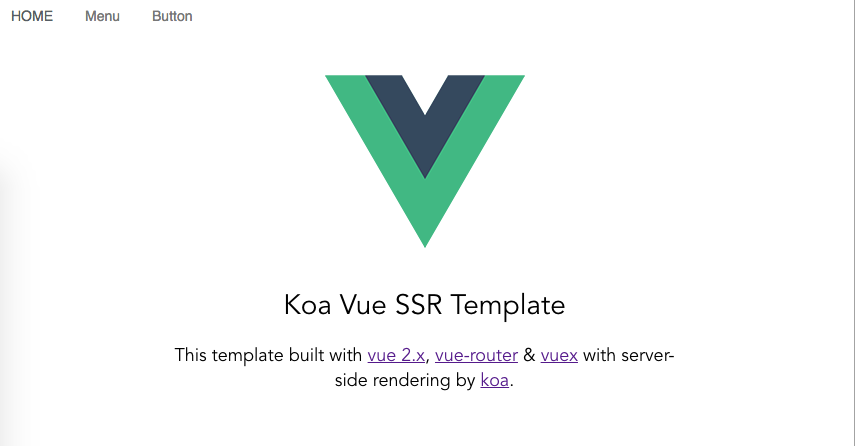 HOME Menu Button
Koa Vue SSR Template
This template built with vue 2.x, vue-router & vuex with server-
side rendering by koa.